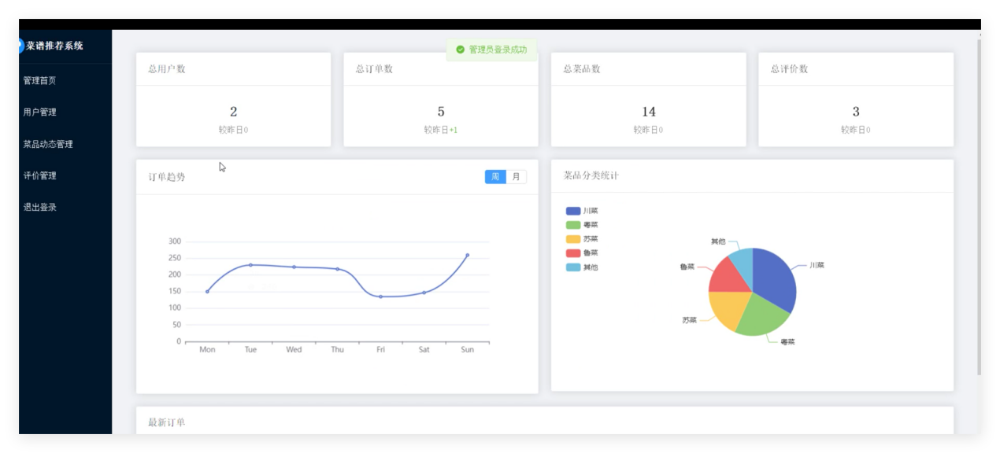 菜谱推荐系统
管理首页
用户管理
菜品动态管理
评价管理
退出登录
管理员登录成功
总用户数
2
较昨日0
总订单数
5
较昨日+1
总菜品数
14
较昨日0
总评价数
3
较昨日0
订单趋势
周 月
300
250
200
150
100
50
0
Mon Tue Wed Thu Fri Sat Sun
菜品分类统计
川菜
粤菜
苏菜
鲁菜
其他
其他
川菜
鲁菜
苏菜
粤菜
最新订单